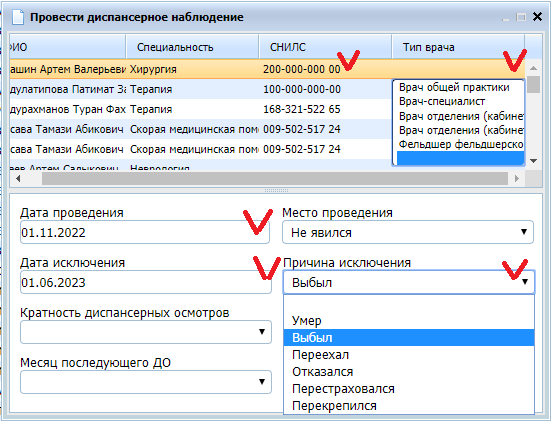 Провести диспансерное наблюдение
ФИО Специальность СНИЛС Тип врача
ашин Артем Валерьеви Хирургия 200-000-000 00
дулатипова Патимат За Терапия 100-000-000 00
дурахманов Туран Фах Терапия 168-321-522 65
сава Тамази Абикович Скорая медицинская пом 009-502-517 24
сава Тамази Абикович Скорая медицинская пом 009-502-517 24
еев Артем Садыкович Неврология
Врач общей практики
Врач-специалист
Врач отделения (кабинет
Врач отделения (кабинет
Фельдшер фельдшерско
Дата проведения Место проведения
01.11.2022 Не явился
Дата исключения Причина исключения
01.06.2023 Выбыл
Кратность диспансерных осмотров
Месяц последующего ДО
Умер
Выбыл
Переехал
Отказался
Перестраховался
Перекрепился